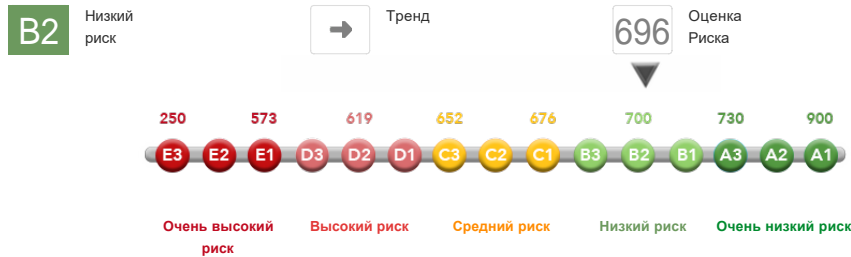 B2
Низкий
риск
Тренд
696
Оценка
Риска
250 573 619 652 676 700 730 900
E3 E2 E1 D3 D2 D1 C3 C2 C1 B3 B2 B1 A3 A2 A1
Очень высокий
риск
Высокий риск
Средний риск
Низкий риск
Очень низкий риск